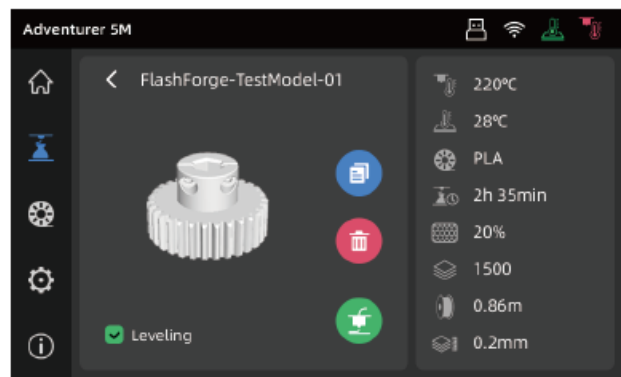 Adventurer 5M
FlashForge-TestModel-01
Leveling
220℃
28℃
PLA
2h 35min
20%
1500
0.86m
0.2mm